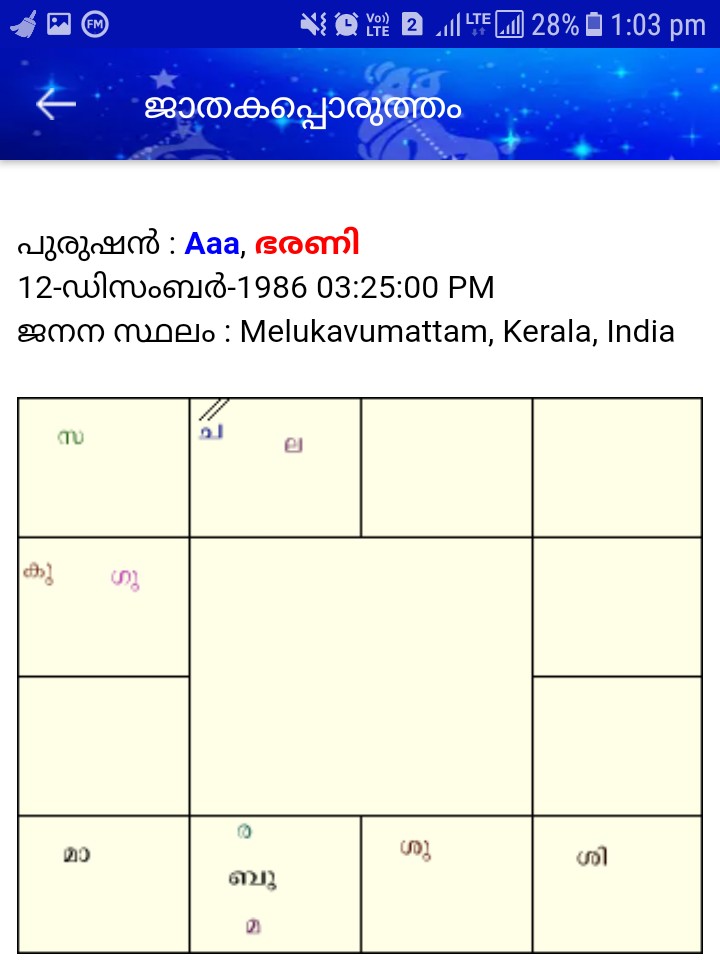 FM Vo)) LTE 2 LTE 28% 1:03 pm
ജാതകപ്പൊരുത്തം
പുരുഷൻ : Aaa, ഭരണി
12-ഡിസംബർ-1986 03:25:00 PM
ജനന സ്ഥലം : Melukavumattam, Kerala, India
സ
ച ല
കു ഗു
മാ
ര
ബു
മ
ശു
ശി